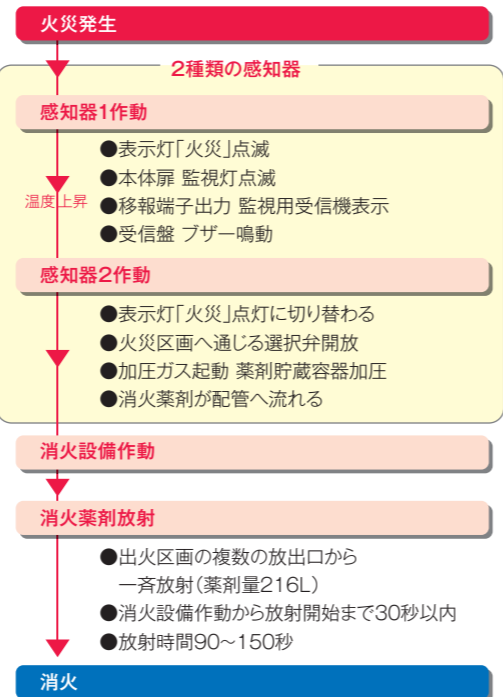 火災発生
2種類の感知器
感知器1作動
●表示灯「火災」点滅
●本体扉 監視灯点滅
温度上昇
●移報端子出力 監視用受信機表示
●受信盤 ブザー鳴動
感知器2作動
●表示灯「火災」点灯に切り替わる
●火災区画へ通じる選択弁開放
●加圧ガス起動 薬剤貯蔵容器加圧
●消火薬剤が配管へ流れる
消火設備作動
消火薬剤放射
●出火区画の複数の放出口から
一斉放射(薬剤量216L)
●消火設備作動から放射開始まで30秒以内
●放射時間90～150秒
消火